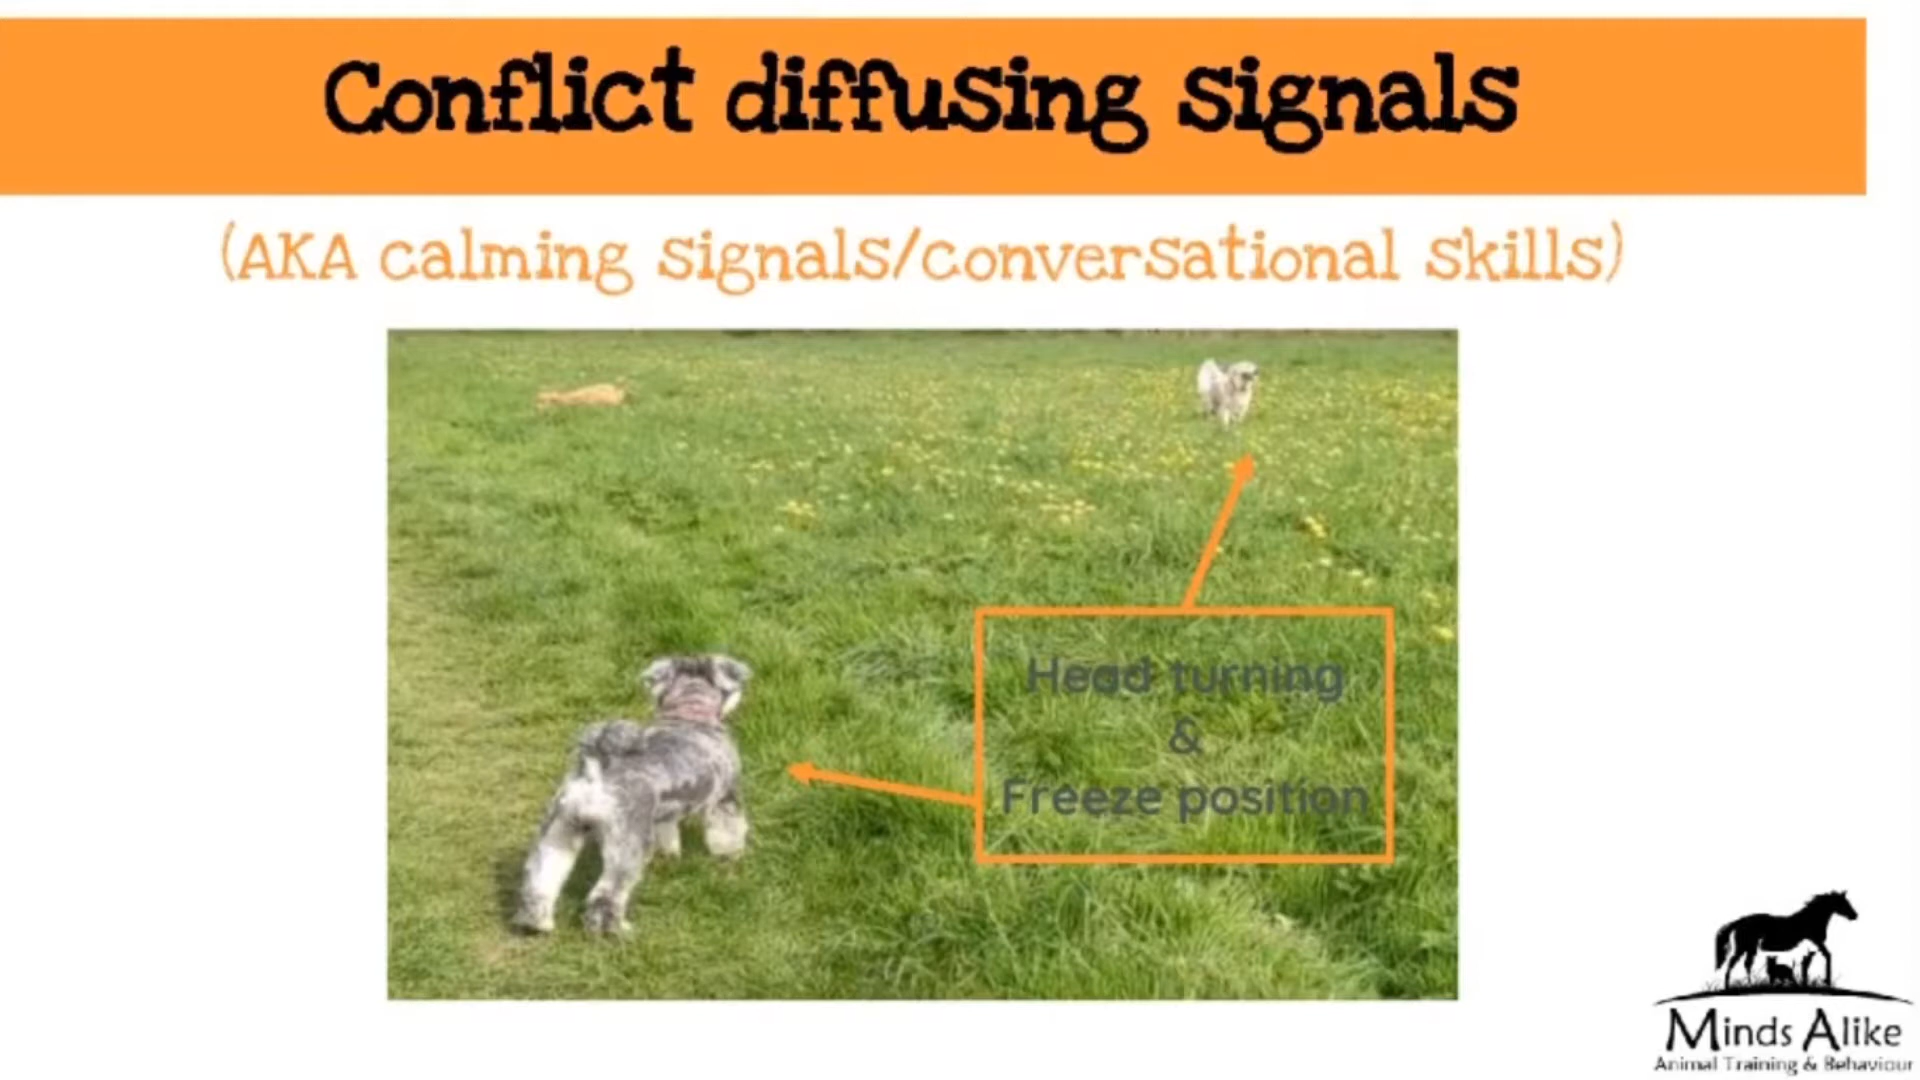 Conflict diffusing signals
(AKA calming signals/conversational skills)
Head turning
&
Freeze position
Minds Alike
Animal Training & Behaviour